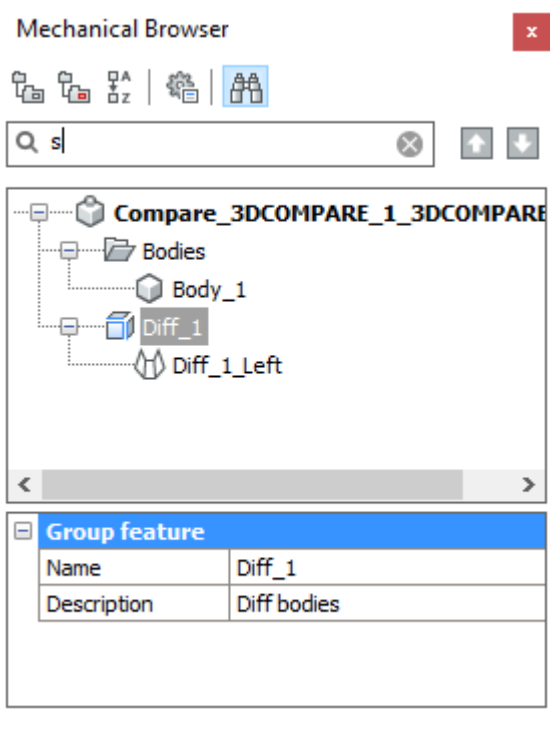 Mechanical Browser
x
A
Z
s
Compare_3DCOMPARE_1_3DCOMPARE
Bodies
Body_1
Diff_1
Diff_1_Left
Group feature
Name Diff_1
Description Diff bodies